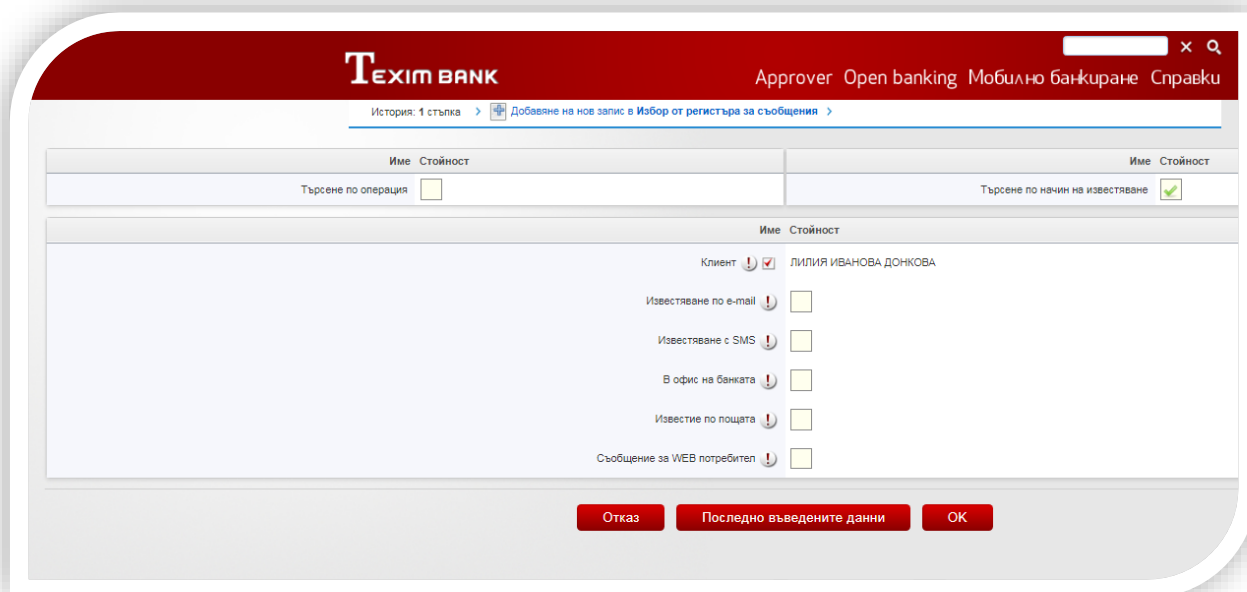 TEXIM BANK
Approver Open banking Мобилно банкиране Справки
История: 1 стъпка > Добавяне на нов запис в Избор от регистъра за съобщения >
Име Стойност Име Стойност
Търсене по операция Търсене по начин на известяване
Име Стойност
Клиент ЛИЛИЯ ИВАНОВА ДОНКОВА
Известяване по e-mail
Известяване с SMS
В офис на банката
Известие по пощата
Съобщение за WEB потребител
Отказ Последно въведените данни OK